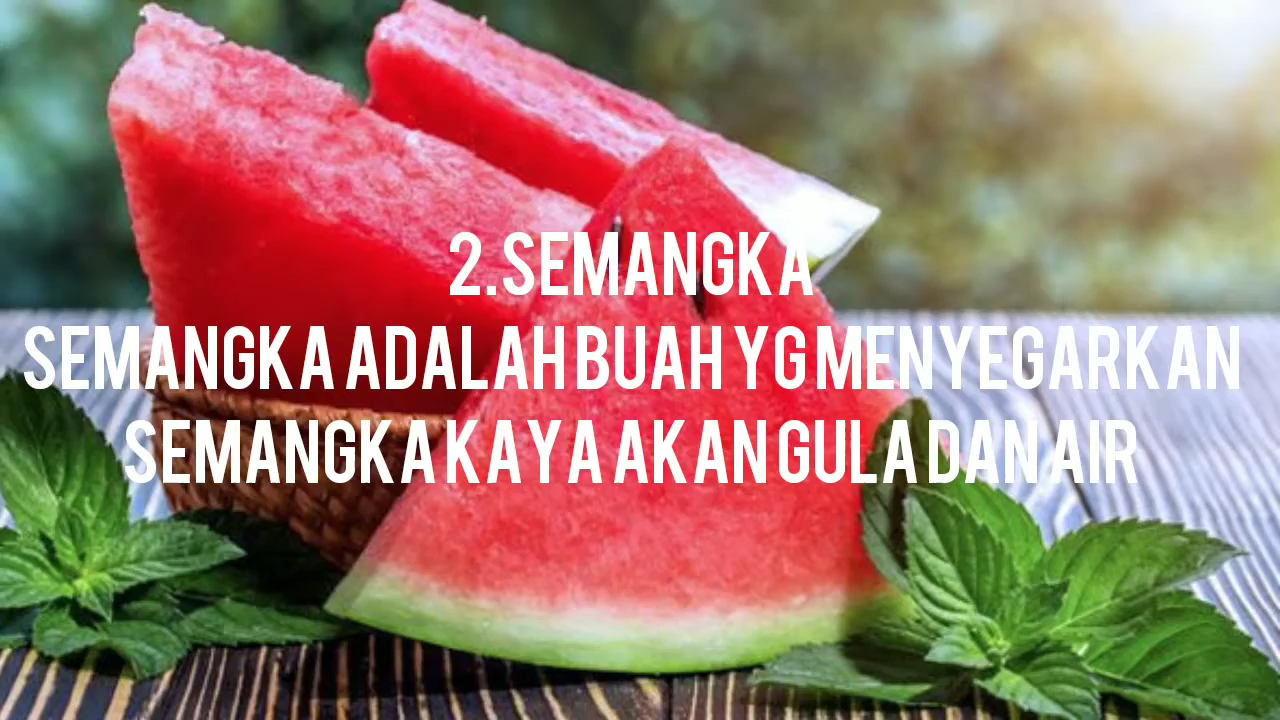 2.SEMANGKA
SEMANGKA ADALAH BUAH YG MENYEGARKAN
SEMANGKA KAYA AKAN GULA DAN AIR